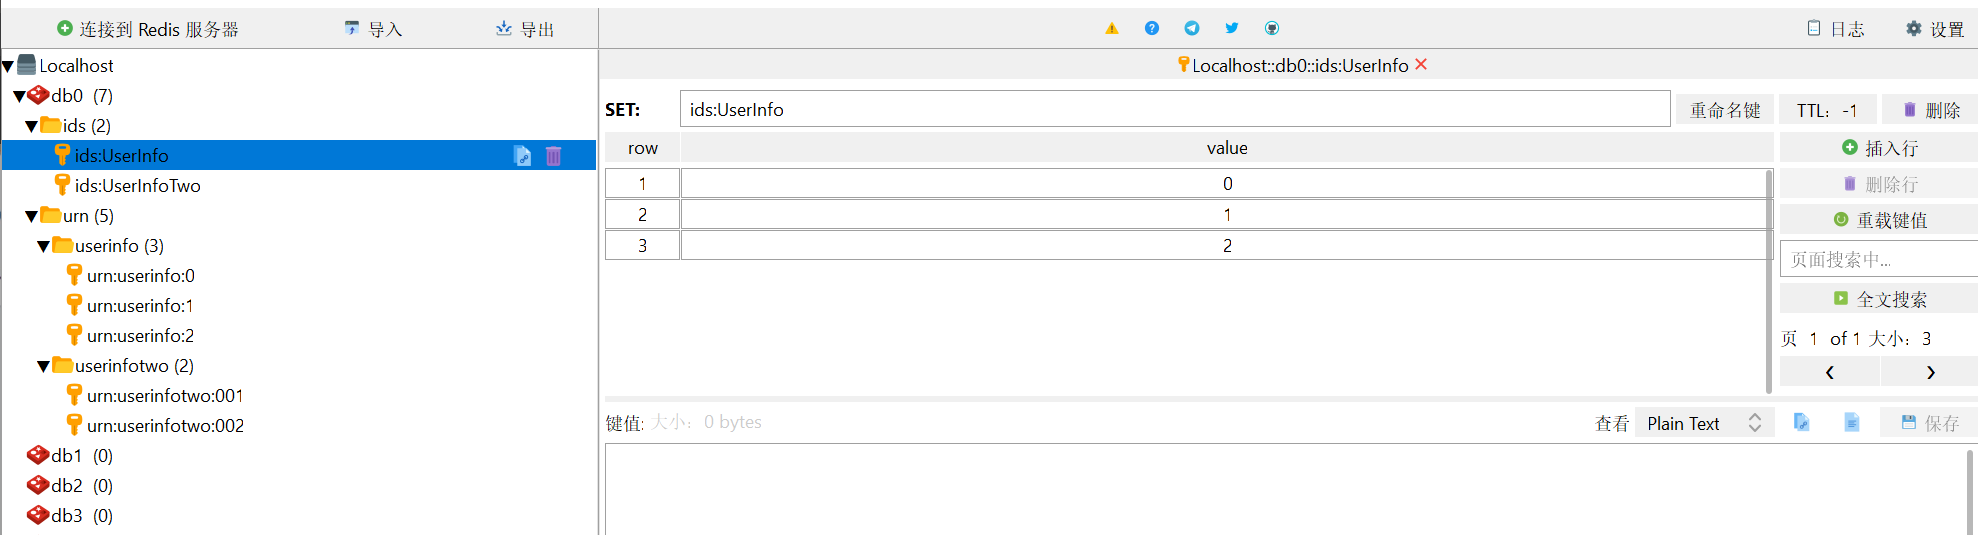 连接到 Redis 服务器 导入 导出 日志 设置
Localhost
db0 (7)
ids (2)
ids:UserInfo
ids:UserInfoTwo
urn (5)
userinfo (3)
urn:userinfo:0
urn:userinfo:1
urn:userinfo:2
userinfotwo (2)
urn:userinfotwo:001
urn:userinfotwo:002
db1 (0)
db2 (0)
db3 (0)
Localhost::db0::ids:UserInfo
SET: ids:UserInfo 重命名键 TTL: -1 删除
row value
1 0
2 1
3 2
插入行
删除行
重载键值
页面搜索中...
全文搜索
页 1 of 1 大小: 3
键值: 大小: 0 bytes 查看 Plain Text 保存